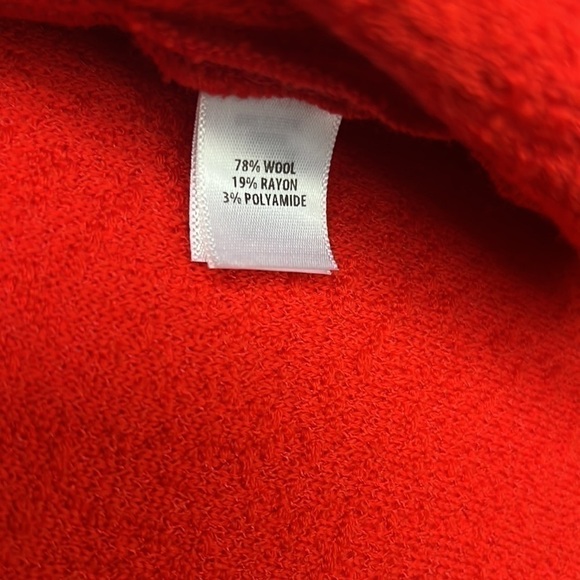 78% WOOL
19% RAYON
3% POLYAMIDE